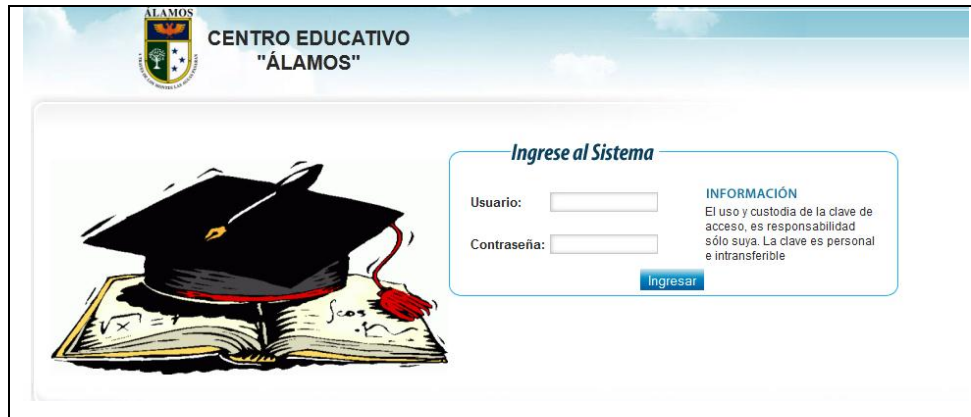 ÁLAMOS
CENTRO EDUCATIVO
"ÁLAMOS"
Ingrese al Sistema
Usuario:
Contraseña:
INFORMACIÓN
El uso y custodia de la clave de
acceso, es responsabilidad
sólo suya. La clave es personal
e intransferible
Ingresar
√x =
∫cos